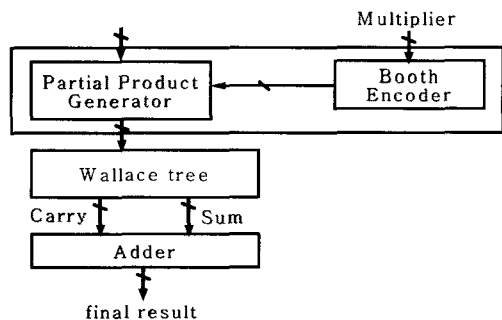 Multiplier
Partial Product
Generator
Booth
Encoder
Wallace tree
Carry
Sum
Adder
final result